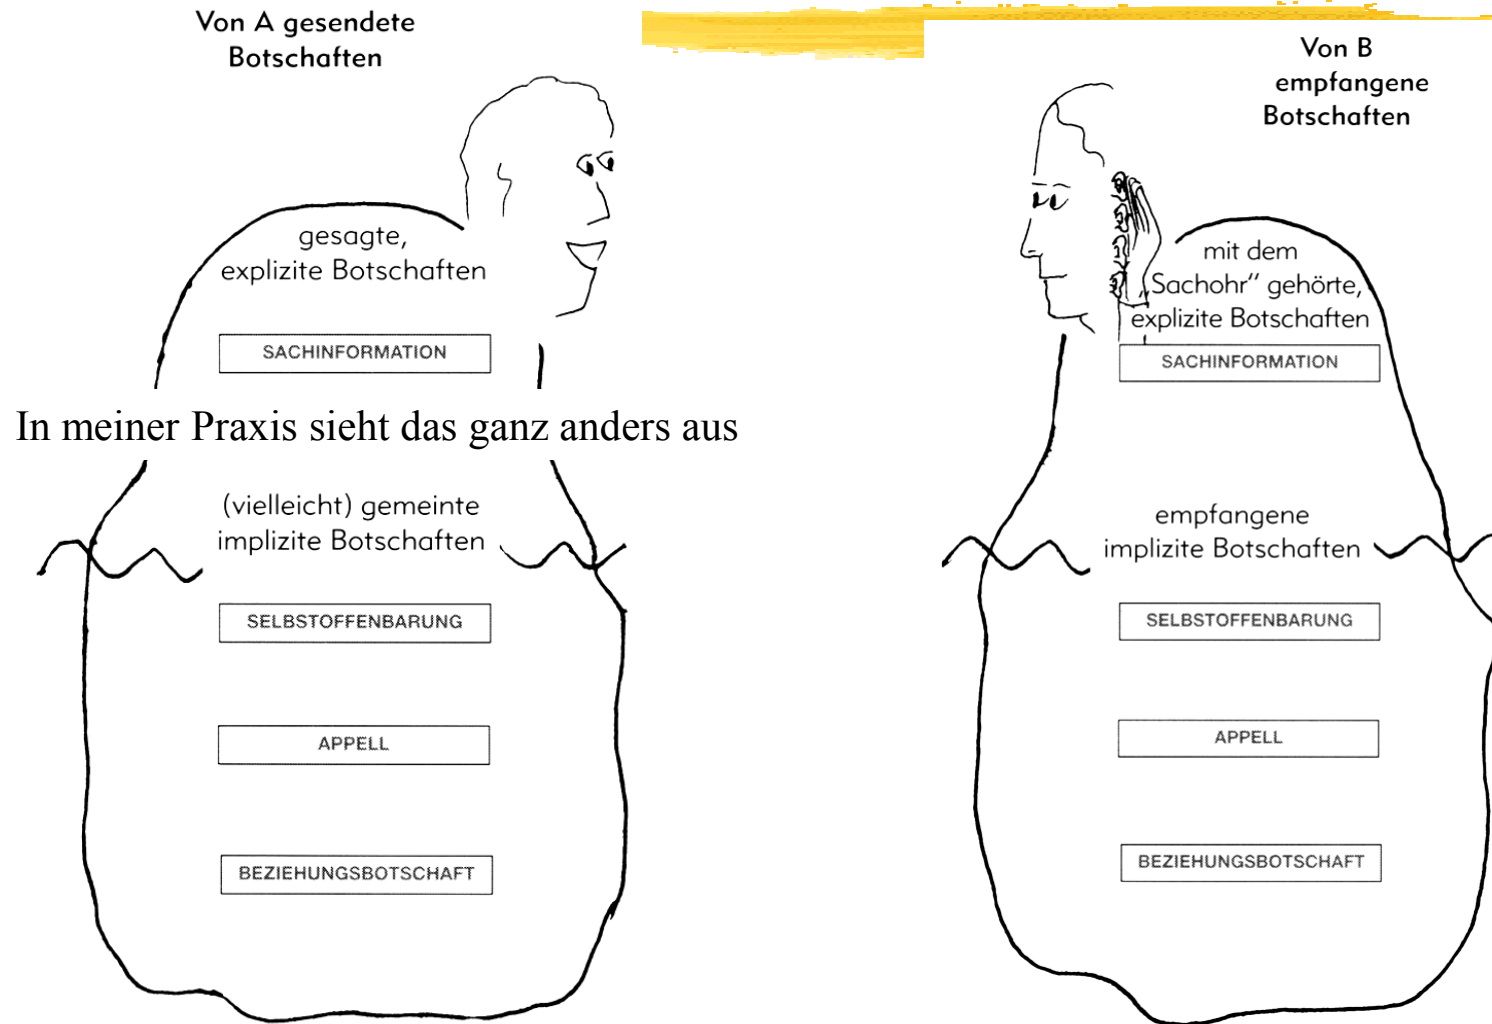 Von A gesendete
Botschaften
gesagte,
explizite Botschaften
SACHINFORMATION
In meiner Praxis sieht das ganz anders aus
(vielleicht) gemeinte
implizite Botschaften
SELBSTOFFENBARUNG
APPELL
BEZIEHUNGSBOTSCHAFT
Von B
empfangene
Botschaften
mit dem
„Sachohr“ gehörte,
explizite Botschaften
SACHINFORMATION
empfangene
implizite Botschaften
SELBSTOFFENBARUNG
APPELL
BEZIEHUNGSBOTSCHAFT